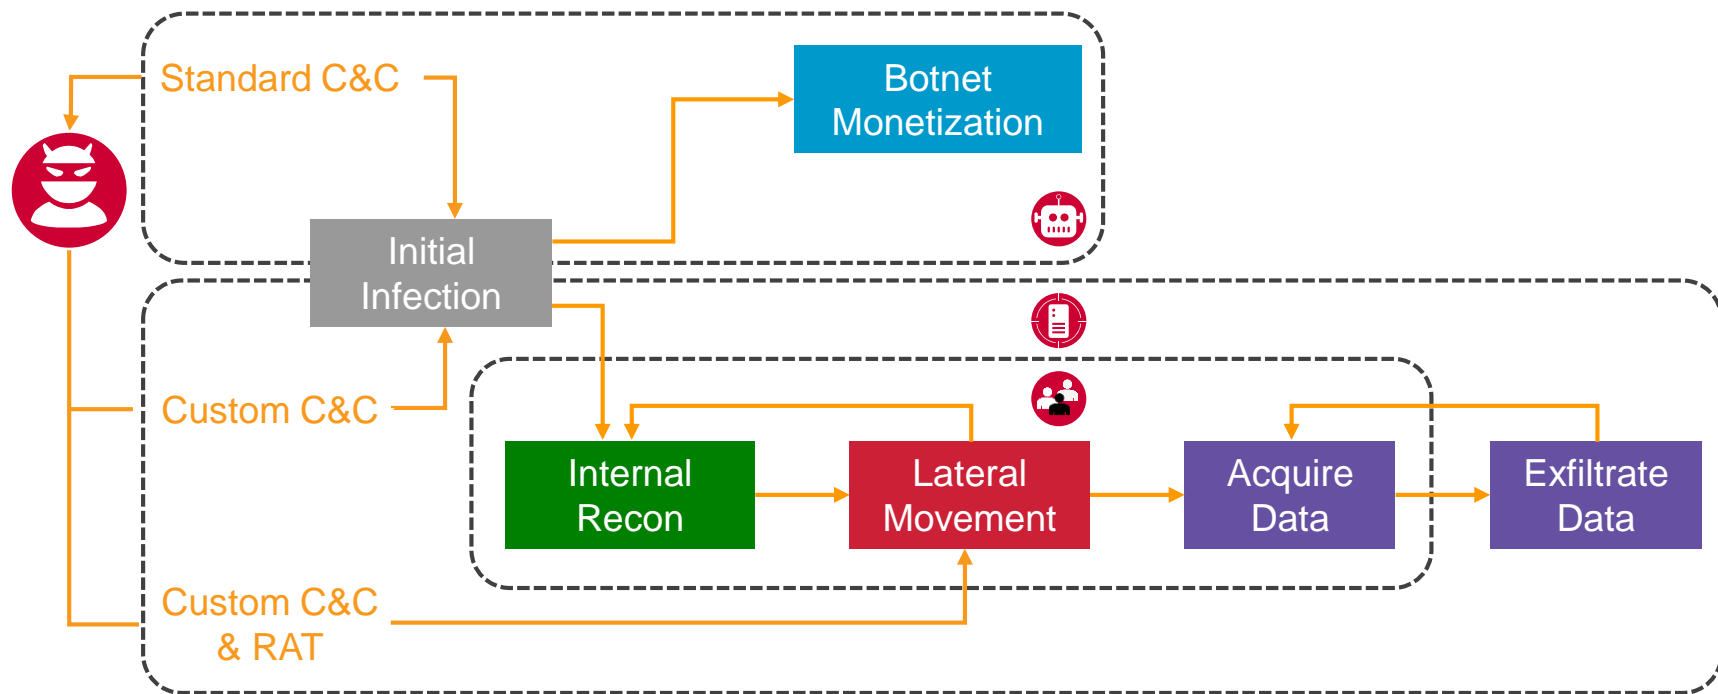 Standard C&C
Botnet
Monetization
Initial
Infection
Custom C&C
Internal
Recon
Lateral
Movement
Acquire
Data
Exfiltrate
Data
Custom C&C
& RAT